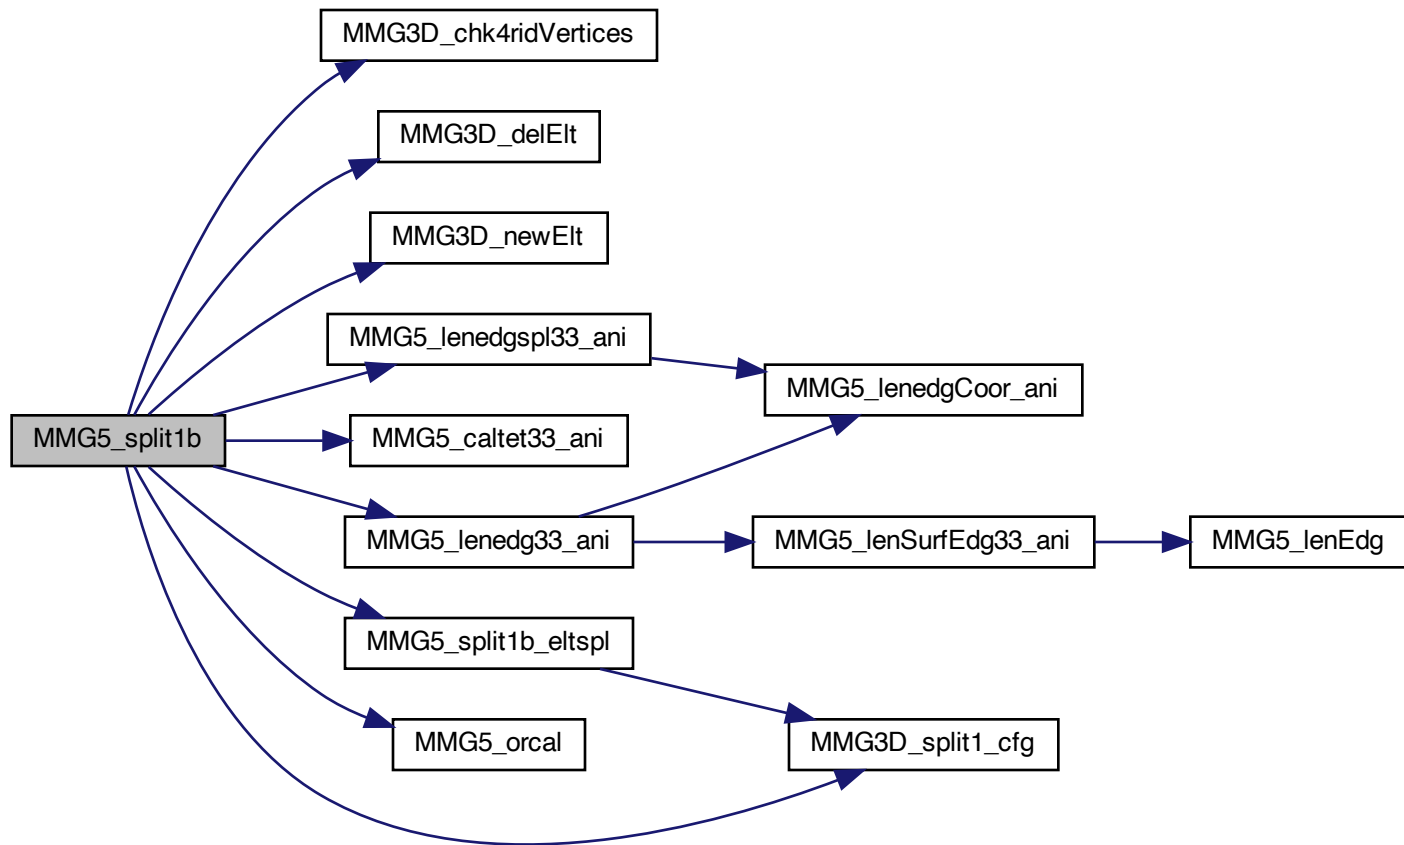 MMG3D_chk4ridVertices
MMG3D_delElt
MMG3D_newElt
MMG5_lenedgspl33_ani
MMG5_lenedgCoor_ani
MMG5_split1b
MMG5_caltet33_ani
MMG5_lenedg33_ani
MMG5_lenSurfEdg33_ani
MMG5_lenEdg
MMG5_split1b_eltspl
MMG5_orcal
MMG3D_split1_cfg